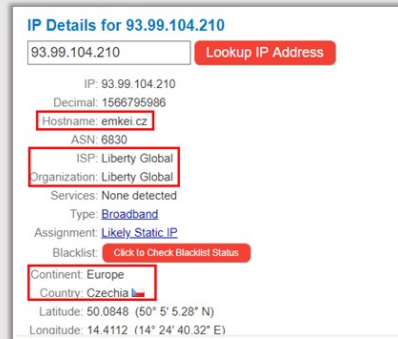 IP Details for 93.99.104.210
93.99.104.210 Lookup IP Address
IP: 93.99.104.210
Decimal: 1566795986
Hostname: emkei.cz
ASN: 6830
ISP: Liberty Global
Organization: Liberty Global
Services: None detected
Type: Broadband
Assignment: Likely Static IP
Blacklist: Click to Check Blacklist Status
Continent: Europe
Country: Czechia
Latitude: 50.0848 (50° 5′ 5.28″ N)
Longitude: 14.4112 (14° 24′ 40.32″ E)